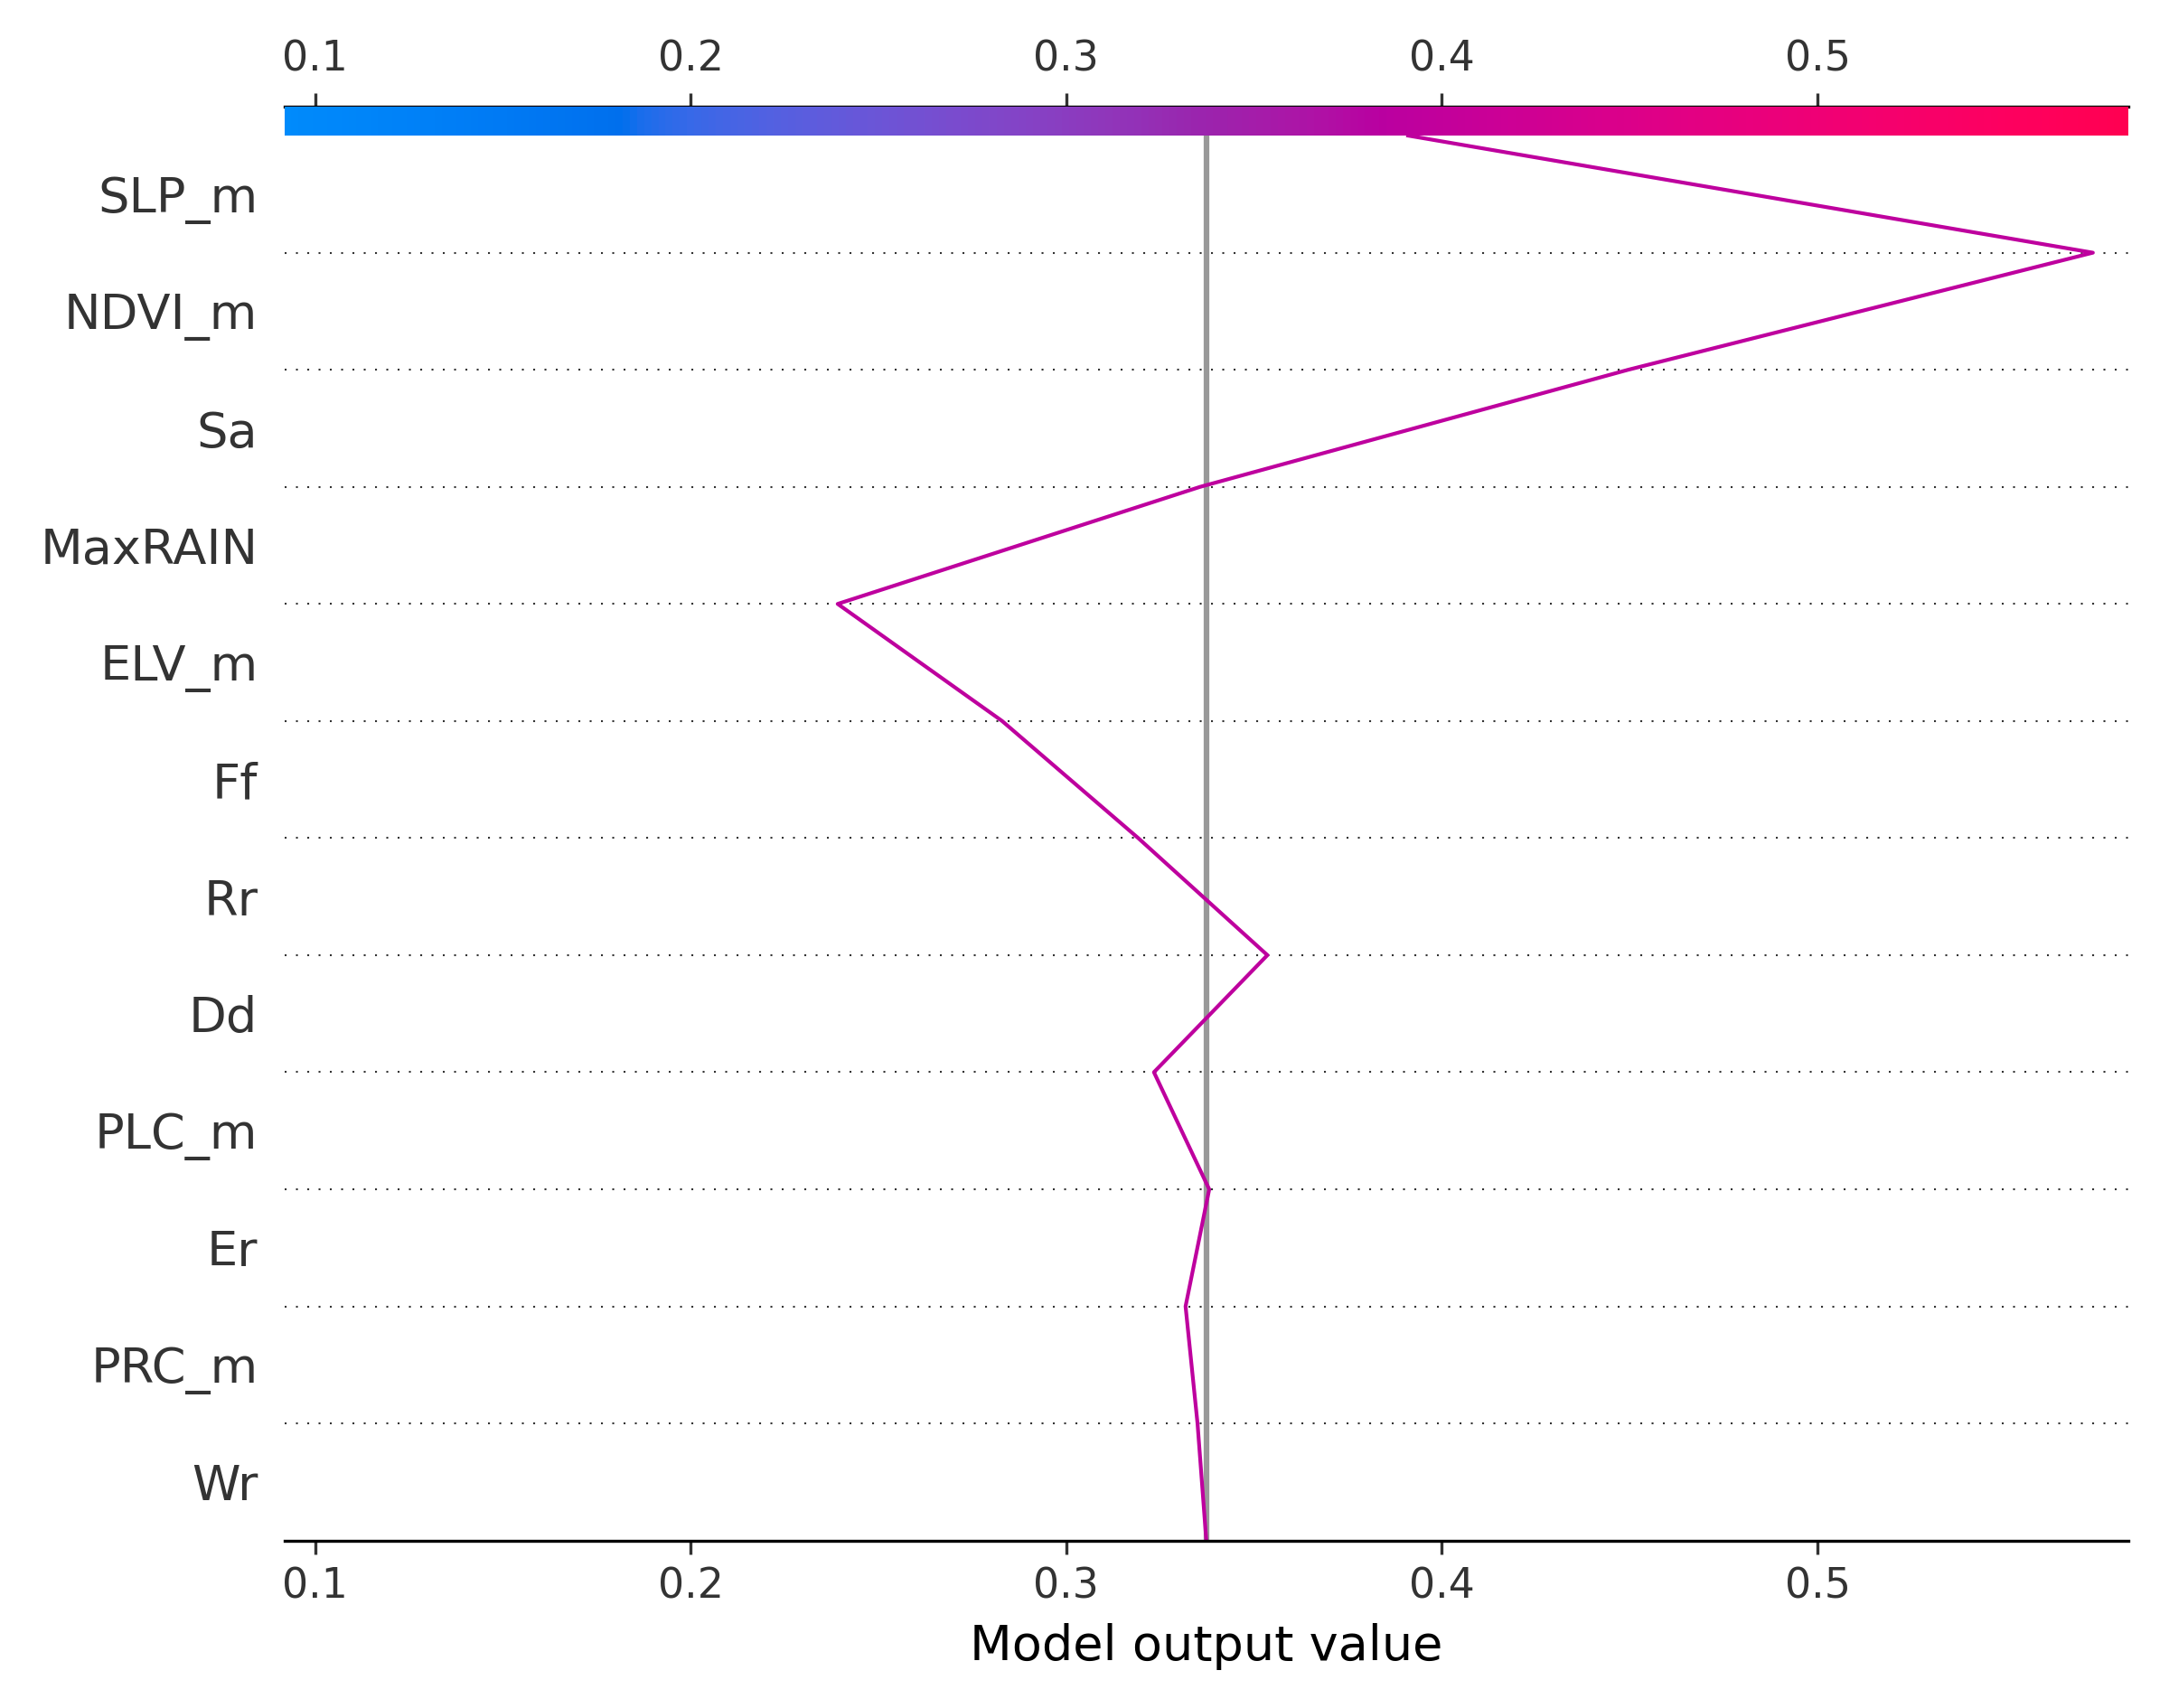 0.1 0.2 0.3 0.4 0.5
SLP_m
NDVI_m
Sa
MaxRAIN
ELV_m
Ff
Rr
Dd
PLC_m
Er
PRC_m
Wr
0.1 0.2 0.3 0.4 0.5
Model output value